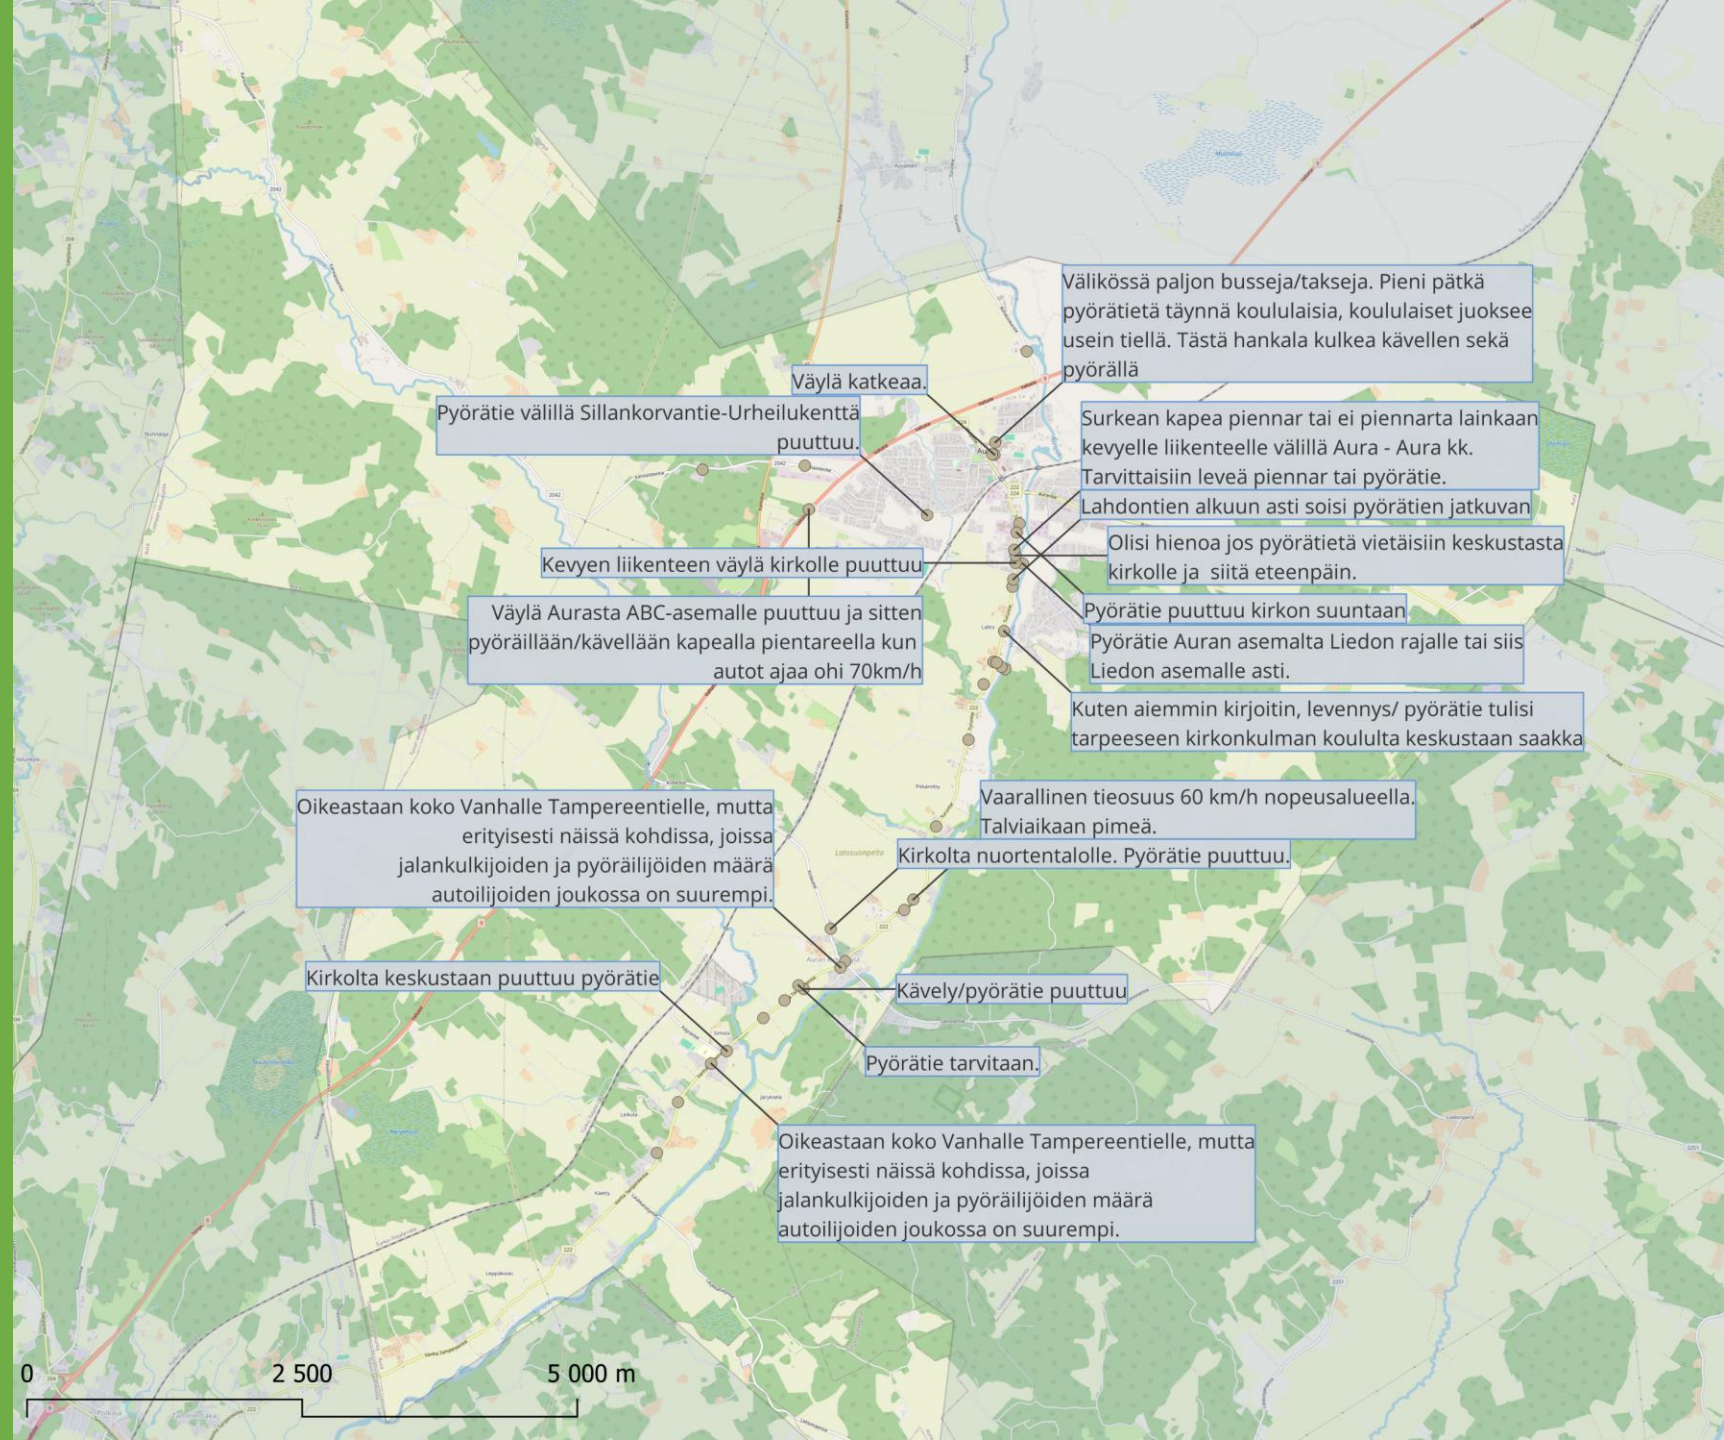 Välikössä paljon busseja/takseja. Pieni pätkä
pyörätietä täynnä koululaisia, koululaiset juoksee
usein tiellä. Tästä hankala kulkea kävellen sekä
pyörällä
Väylä katkeaa.
Pyörätie välillä Sillankorvantie-Urheilukenttä
puuttuu.
Surkean kapea piennar tai ei piennarta lainkaan
kevyelle liikenteelle välillä Aura - Aura kk.
Tarvittaisiin leveä piennar tai pyörätie.
Lahdontien alkuun asti soisi pyörätien jatkuvan
Olisi hienoa jos pyörätietä vietäisiin keskustasta
kirkolle ja siitä eteenpäin.
Kevyen liikenteen väylä kirkolle puuttuu
Pyörätie puuttuu kirkon suuntaan
Väylä Aurasta ABC-asemalle puuttuu ja sitten
pyöräillään/kävellään kapealla pientareella kun
autot ajaa ohi 70km/h
Pyörätie Auran asemalta Liedon rajalle tai siis
Liedon asemalle asti.
Kuten aiemmin kirjoitin, levennys/ pyörätie tulisi
tarpeeseen kirkonkulman koululta keskustaan saakka
Vaarallinen tieosuus 60 km/h nopeusalueella.
Talviaikaan pimeä.
Oikeastaan koko Vanhalle Tampereentielle, mutta
erityisesti näissä kohdissa, joissa
jalankulkijoiden ja pyöräilijöiden määrä
autoilijoiden joukossa on suurempi.
Kirkolta nuortentalolle. Pyörätie puuttuu.
Kirkolta keskustaan puuttuu pyörätie
Kävely/pyörätie puuttuu
Pyörätie tarvitaan.
Oikeastaan koko Vanhalle Tampereentielle, mutta
erityisesti näissä kohdissa, joissa
jalankulkijoiden ja pyöräilijöiden määrä
autoilijoiden joukossa on suurempi.
0 2 500 5 000 m